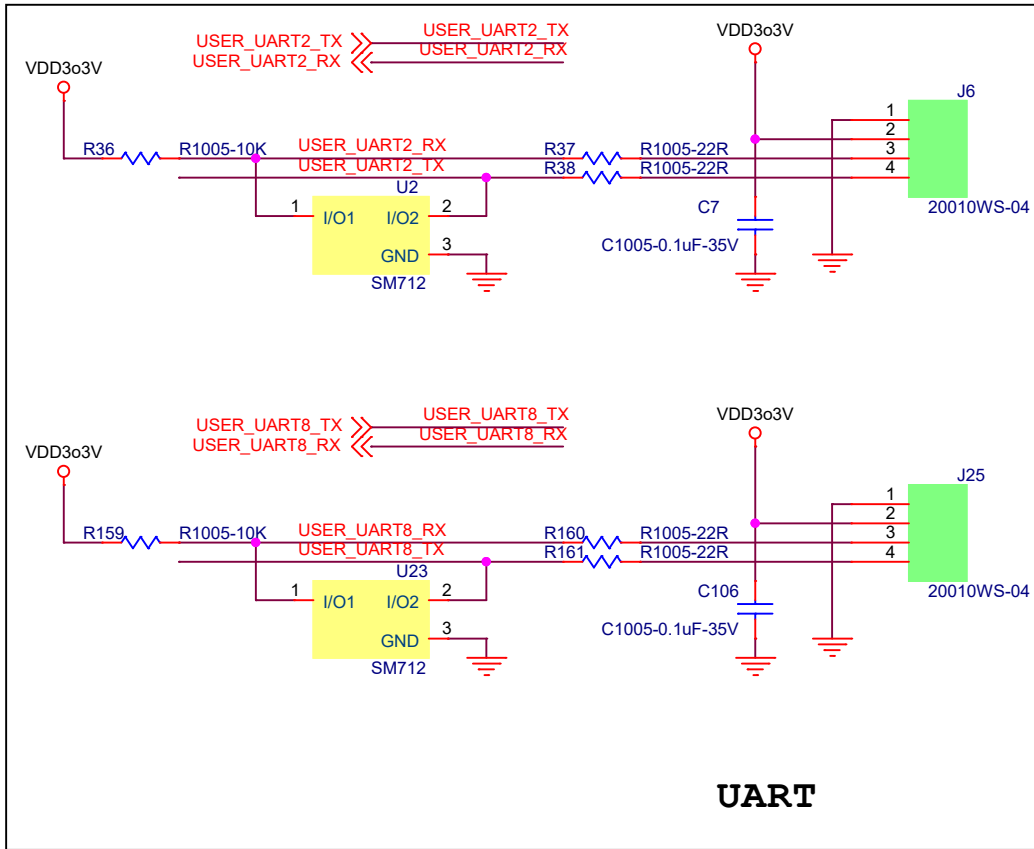 USER_UART2_TX USER_UART2_TX VDD3o3V
USER_UART2_RX USER_UART2_RX
VDD3o3V
J6
R36 R1005-10K USER_UART2_RX R37 R1005-22R 1
USER_UART2_TX R38 R1005-22R 2
3
4
U2
1 I/O1 I/O2 2
C7
20010WS-04
GND 3
C1005-0.1uF-35V
SM712
USER_UART8_TX USER_UART8_TX VDD3o3V
USER_UART8_RX USER_UART8_RX
VDD3o3V
J25
R159 R1005-10K USER_UART8_RX R160 R1005-22R 1
USER_UART8_TX R161 R1005-22R 2
3
4
U23
1 I/O1 I/O2 2
C106
20010WS-04
GND 3
C1005-0.1uF-35V
SM712
UART